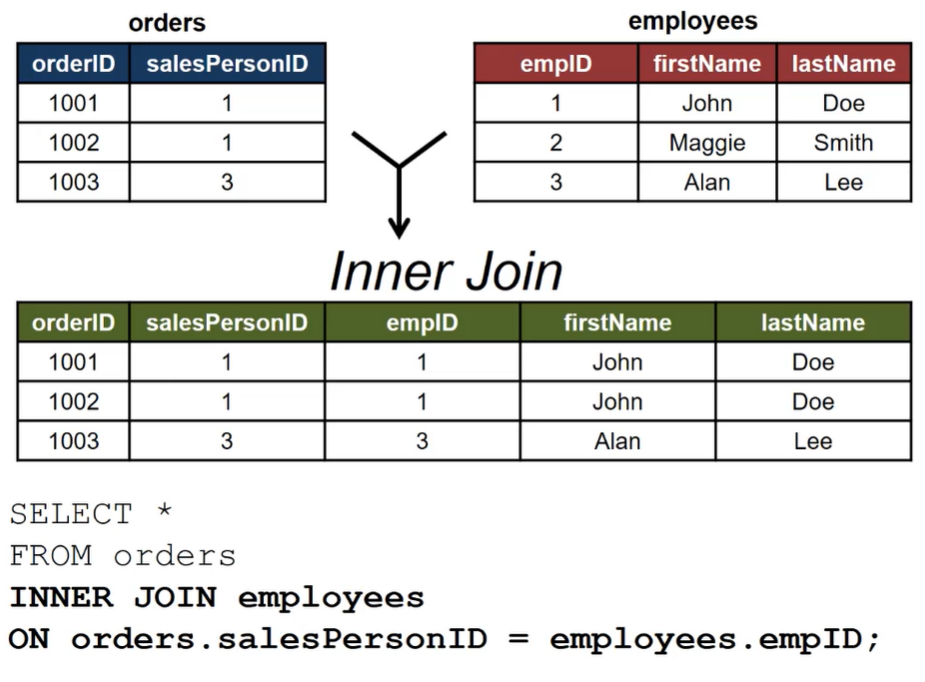 orders
employees
orderID salesPersonID
empID firstName lastName
1001 1
1 John Doe
1002 1
2 Maggie Smith
1003 3
3 Alan Lee
Inner Join
orderID salesPersonID empID firstName lastName
1001 1 1 John Doe
1002 1 1 John Doe
1003 3 3 Alan Lee
SELECT *
FROM orders
INNER JOIN employees
ON orders.salesPersonID = employees.empID;